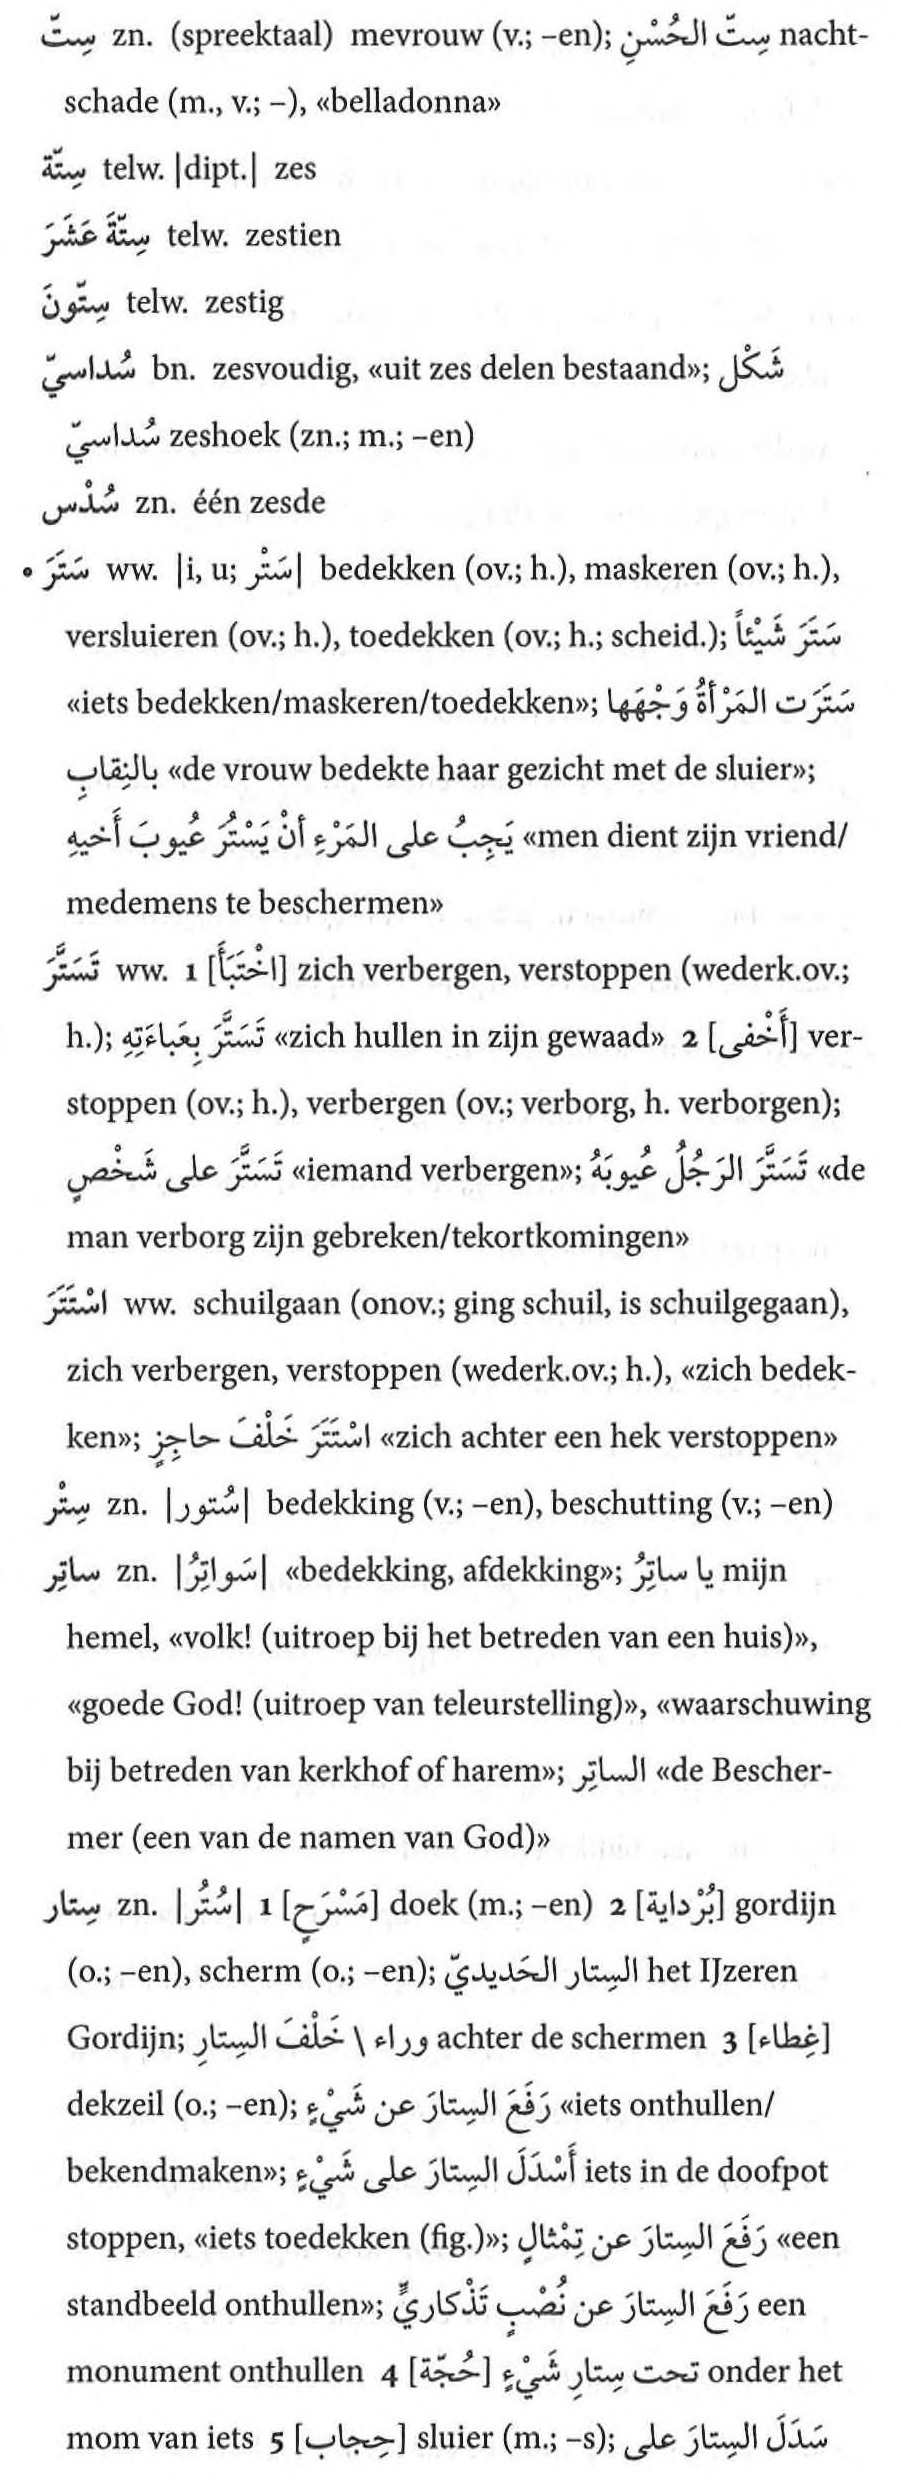 سِتّ zn. (spreektaal) mevrouw (v.; –en); سِتّ الحُسْنِ nacht-
schade (m., v.; –), «belladonna»
سِتّة telw. |dipt.| zes
سِتّةَ عَشَرَ telw. zestien
سِتّونَ telw. zestig
سُداسيّ bn. zesvoudig, «uit zes delen bestaand»; شَكْل
سُداسيّ zeshoek (zn.; m.; –en)
سُدْس zn. één zesde
• سَتَرَ ww. |i, u; سَتْر| bedekken (ov.; h.), maskeren (ov.; h.),
versluieren (ov.; h.), toedekken (ov.; h.; scheid.); سَتَرَ شَيْئاً
«iets bedekken/maskeren/toedekken»; سَتَرَت المَرْأةُ وَجْهَها
بالنِقابِ «de vrouw bedekte haar gezicht met de sluier»;
يَجِبُ على المَرْءِ أنْ يَسْتُرُ عُيوبَ أَخيهِ «men dient zijn vriend/
medemens te beschermen»
تَسَتَّرَ ww. 1 [اخْتَبَأَ] zich verbergen, verstoppen (wederk.ov.;
h.); تَسَتَّرَ بِعَباءَتِهِ «zich hullen in zijn gewaad» 2 [أَخْفى] ver-
stoppen (ov.; h.), verbergen (ov.; verborg, h. verborgen);
تَسَتَّرَ على شَخْصٍ «iemand verbergen»; تَسَتَّرَ الرَجُلُ عُيوبَهُ «de
man verborg zijn gebreken/tekortkomingen»
اسْتَتَرَ ww. schuilgaan (onov.; ging schuil, is schuilgegaan),
zich verbergen, verstoppen (wederk.ov.; h.), «zich bedek-
ken»; اسْتَتَرَ خَلْفَ حاجِزٍ «zich achter een hek verstoppen»
سِتْر zn. |سُتور| bedekking (v.; –en), beschutting (v.; –en)
ساتِر zn. |سَواتِرُ| «bedekking, afdekking»; يا ساتِرُ mijn
hemel, «volk! (uitroep bij het betreden van een huis)»,
«goede God! (uitroep van teleurstelling)», «waarschuwing
bij betreden van kerkhof of harem»; الساتِر «de Bescher-
mer (een van de namen van God)»
سِتار zn. |سُتُر| 1 [مَسْرَحٍ] doek (m.; –en) 2 [بُرْداية] gordijn
(o.; –en), scherm (o.; –en); السِتار الحَديديّ het IJzeren
Gordijn; وراء \ خَلْفَ السِتارِ achter de schermen 3 [غِطاء]
dekzeil (o.; –en); رَفَعَ السِتارَ عن شَيْءٍ «iets onthullen/
bekendmaken»; أَسْدَلَ السِتارَ على شَيْءٍ iets in de doofpot
stoppen, «iets toedekken (fig.)»; رَفَعَ السِتارَ عن تِمْثالٍ «een
standbeeld onthullen»; رَفَعَ السِتارَ عن نُصْبٍ تَذْكاريٍّ een
monument onthullen 4 [حُجّة] تحت سِتارِ شَيْءٍ onder het
mom van iets 5 [حِجاب] sluier (m.; –s); سَدَلَ السِتارَ على